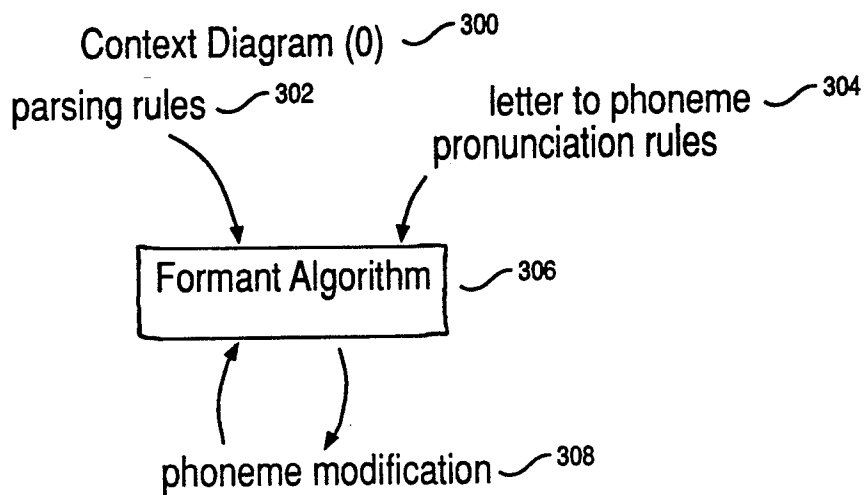 Context Diagram (0) 300
parsing rules 302
letter to phoneme 304
pronunciation rules
Formant Algorithm 306
phoneme modification 308